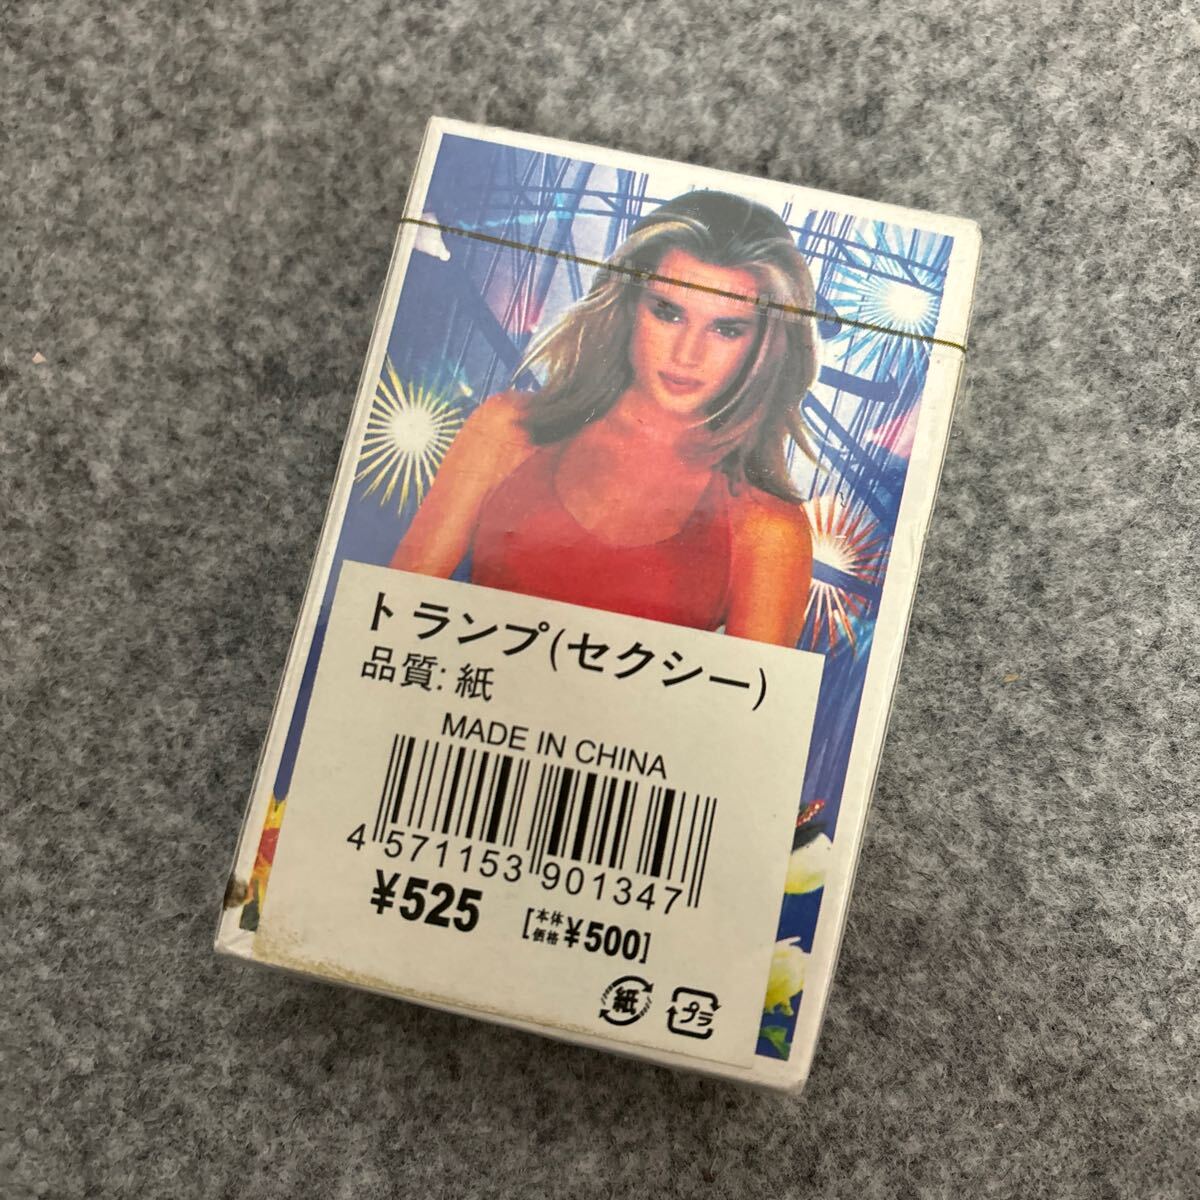 トランプ(セクシー)
品質: 紙
MADE IN CHINA
4 571153 901347
¥525 [本体価格¥500]
紙 プラ